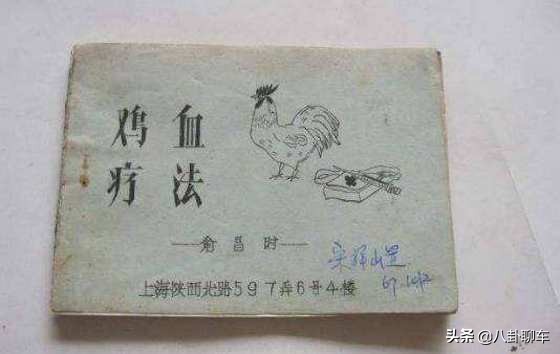 鸡血
疗法
——俞昌时——
67.
上海陕西北路597弄6号4楼
头条 @八卦聊车